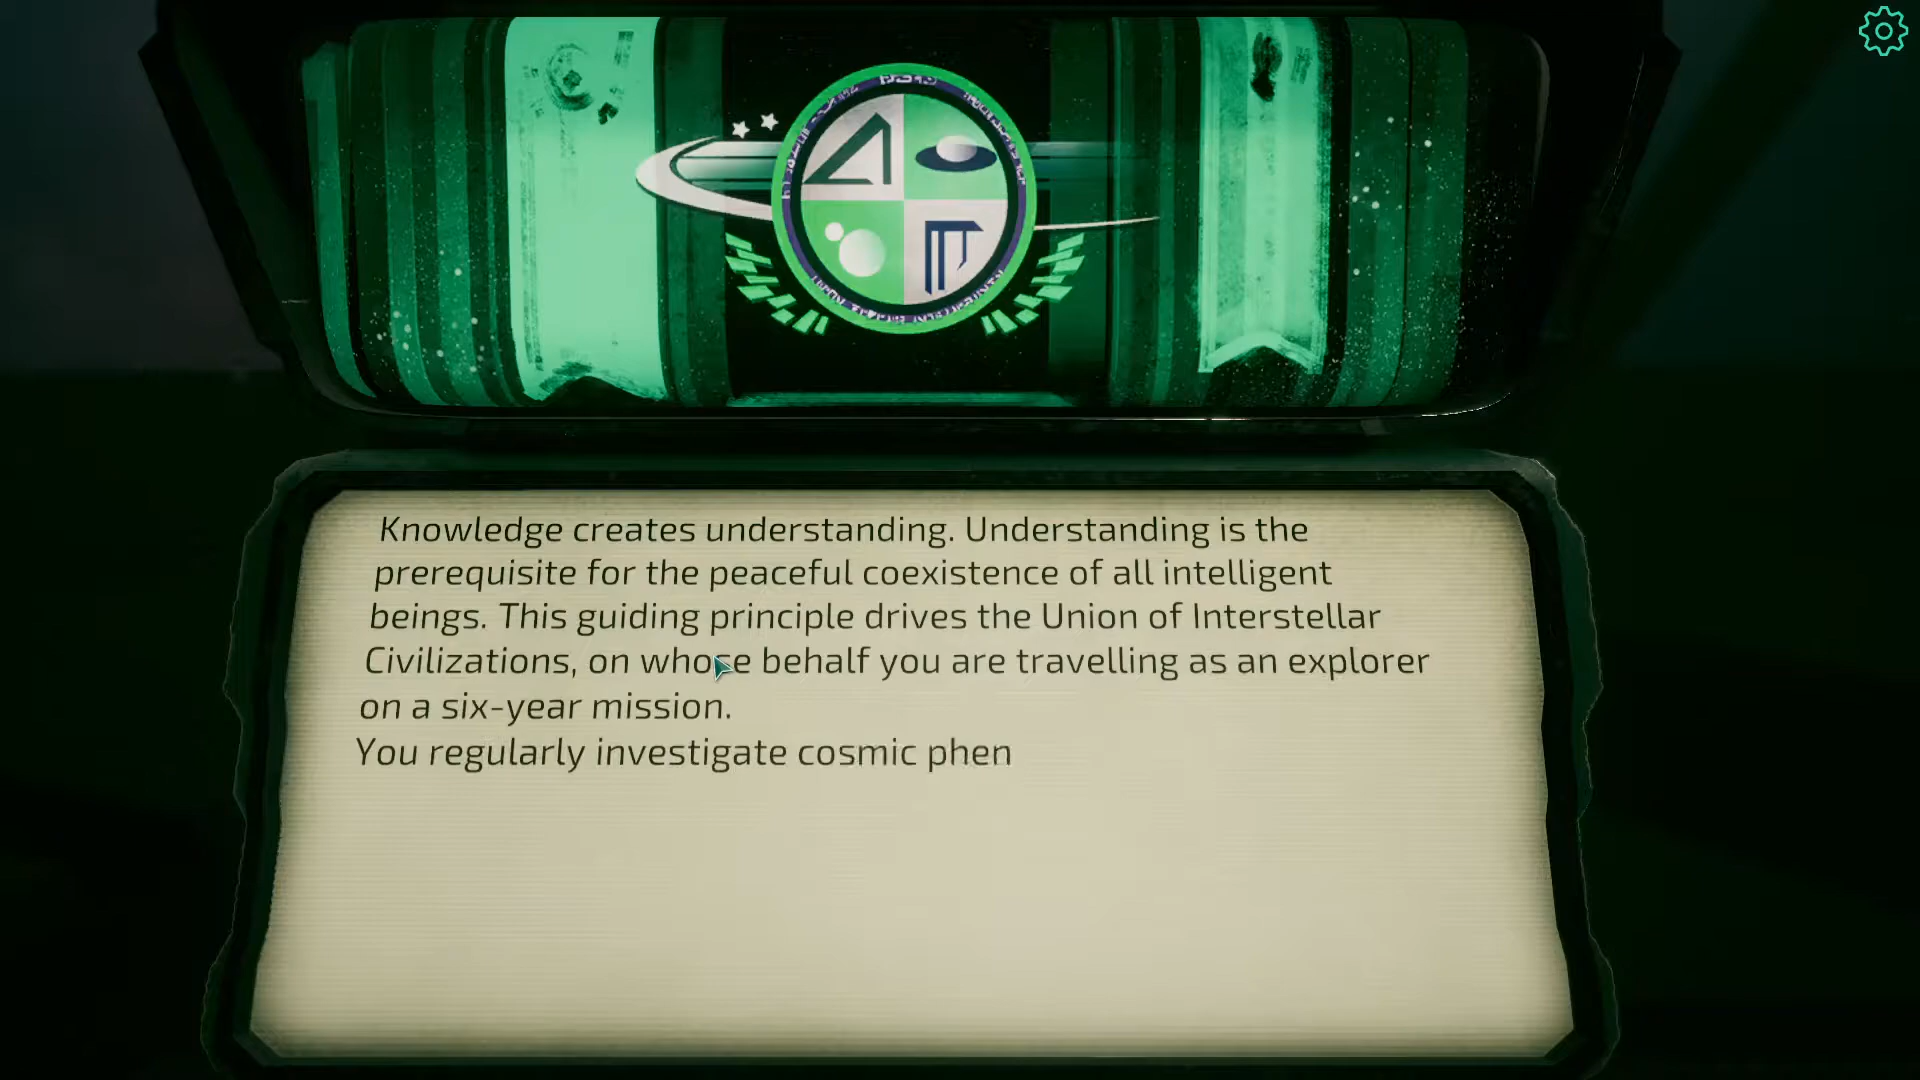 Knowledge creates understanding. Understanding is the
prerequisite for the peaceful coexistence of all intelligent
beings. This guiding principle drives the Union of Interstellar
Civilizations, on whose behalf you are travelling as an explorer
on a six-year mission.
You regularly investigate cosmic phen